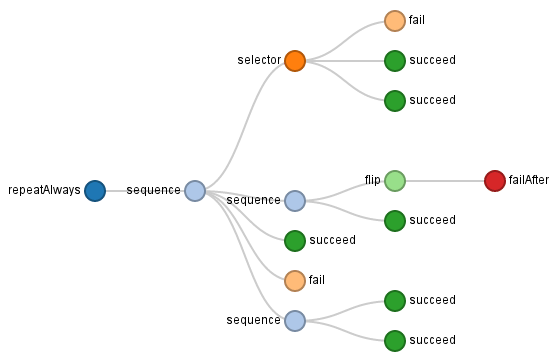 fail
selector
succeed
succeed
flip
failAfter
repeatAlways
sequence
sequence
succeed
succeed
fail
succeed
sequence
succeed